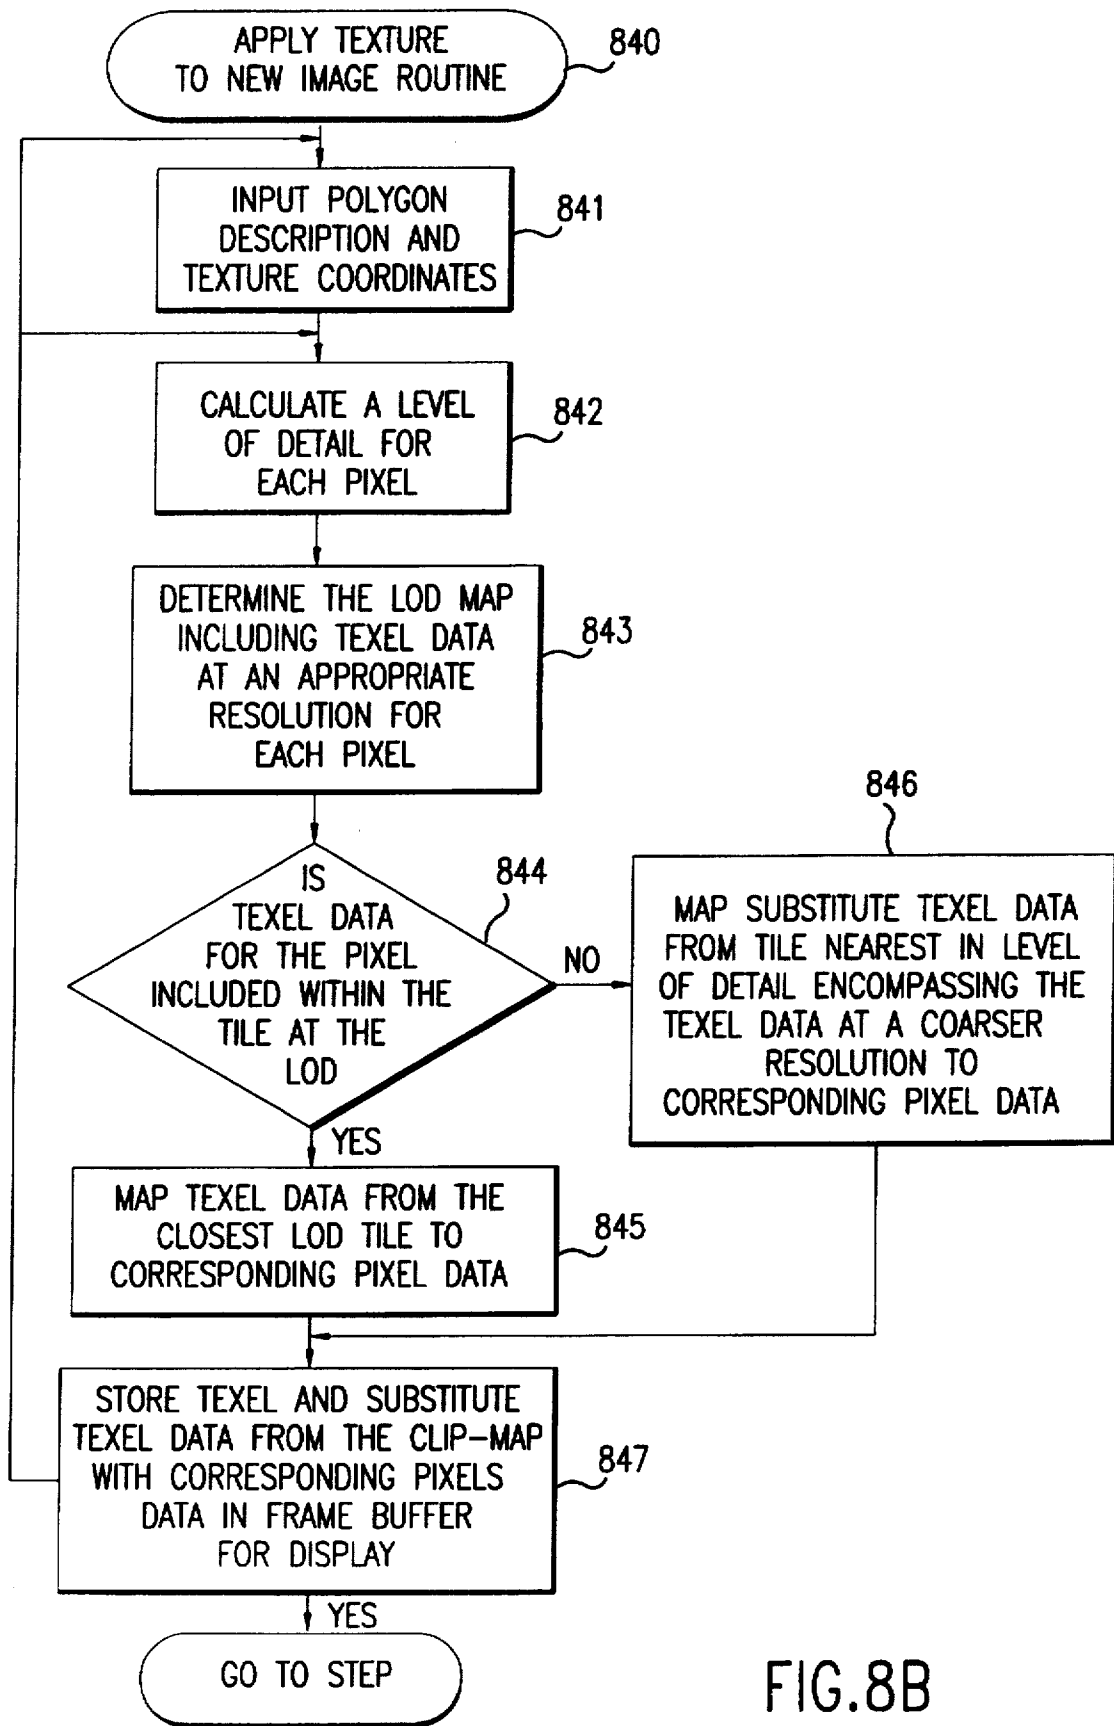 APPLY TEXTURE
TO NEW IMAGE ROUTINE
840
INPUT POLYGON
DESCRIPTION AND
TEXTURE COORDINATES
841
CALCULATE A LEVEL
OF DETAIL FOR
EACH PIXEL
842
DETERMINE THE LOD MAP
INCLUDING TEXEL DATA
AT AN APPROPRIATE
RESOLUTION FOR
EACH PIXEL
843
IS
TEXEL DATA
FOR THE PIXEL
INCLUDED WITHIN THE
TILE AT THE
LOD
844
NO
846
MAP SUBSTITUTE TEXEL DATA
FROM TILE NEAREST IN LEVEL
OF DETAIL ENCOMPASSING THE
TEXEL DATA AT A COARSER
RESOLUTION TO
CORRESPONDING PIXEL DATA
YES
MAP TEXEL DATA FROM THE
CLOSEST LOD TILE TO
CORRESPONDING PIXEL DATA
845
STORE TEXEL AND SUBSTITUTE
TEXEL DATA FROM THE CLIP-MAP
WITH CORRESPONDING PIXELS
DATA IN FRAME BUFFER
FOR DISPLAY
847
YES
GO TO STEP
FIG.8B